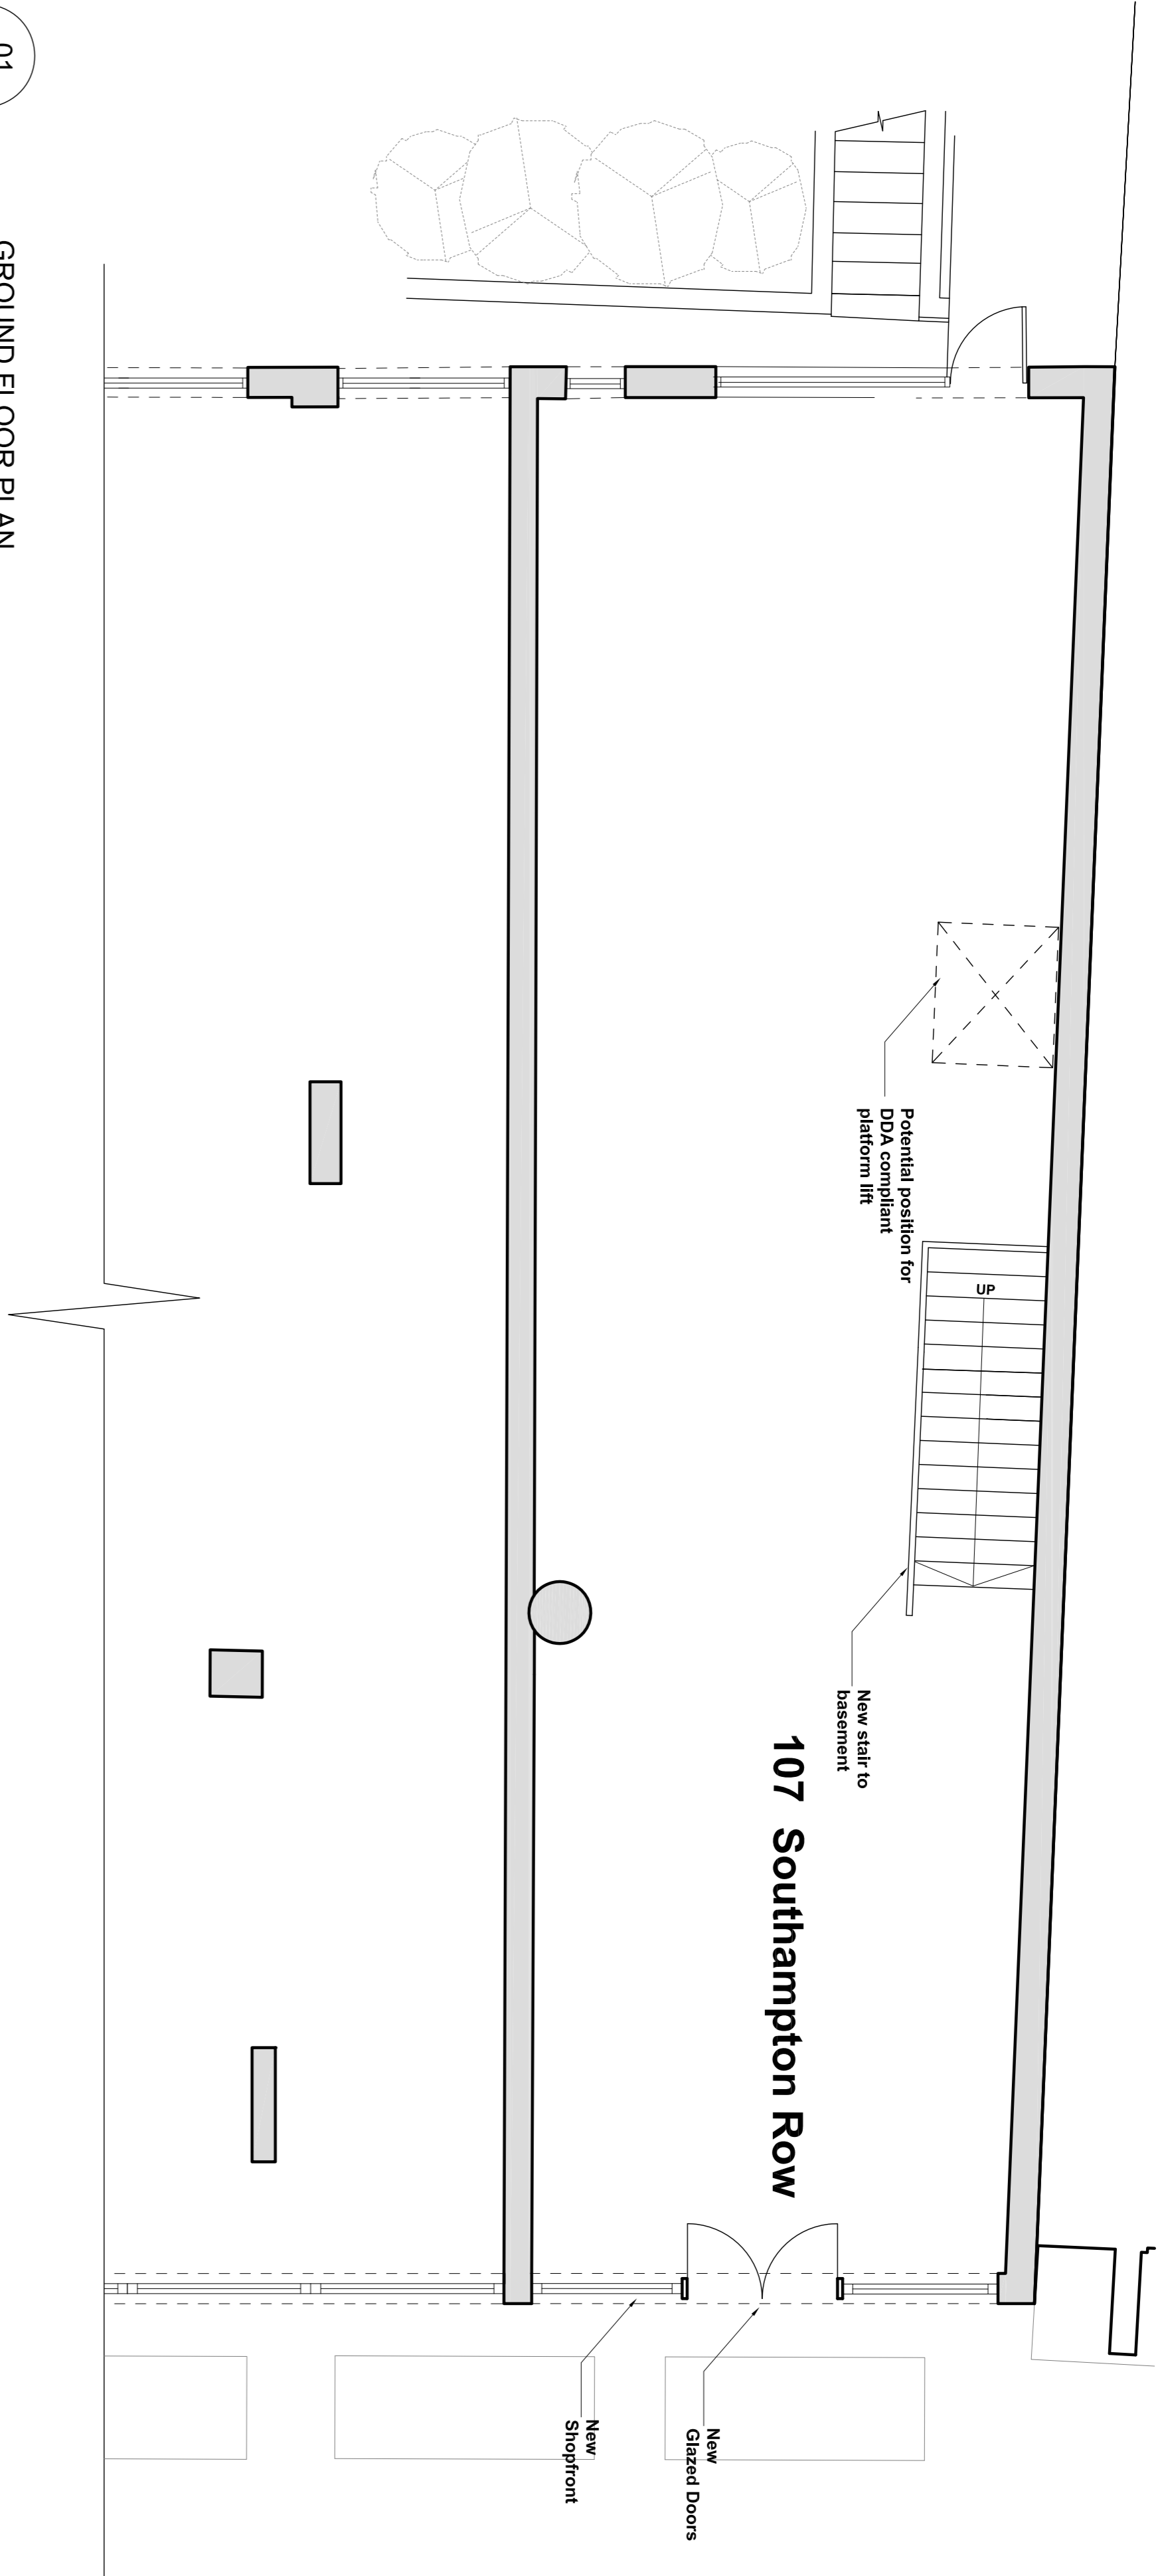 Potential position for
DDA compliant
platform lift
UP
New stair to
basement
107 Southampton Row
New
Glazed Doors
New
Shopfront
01
GROUND FLOOR PLAN